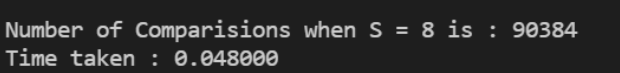 Number of Comparisions when S = 8 is : 90384
Time taken : 0.048000